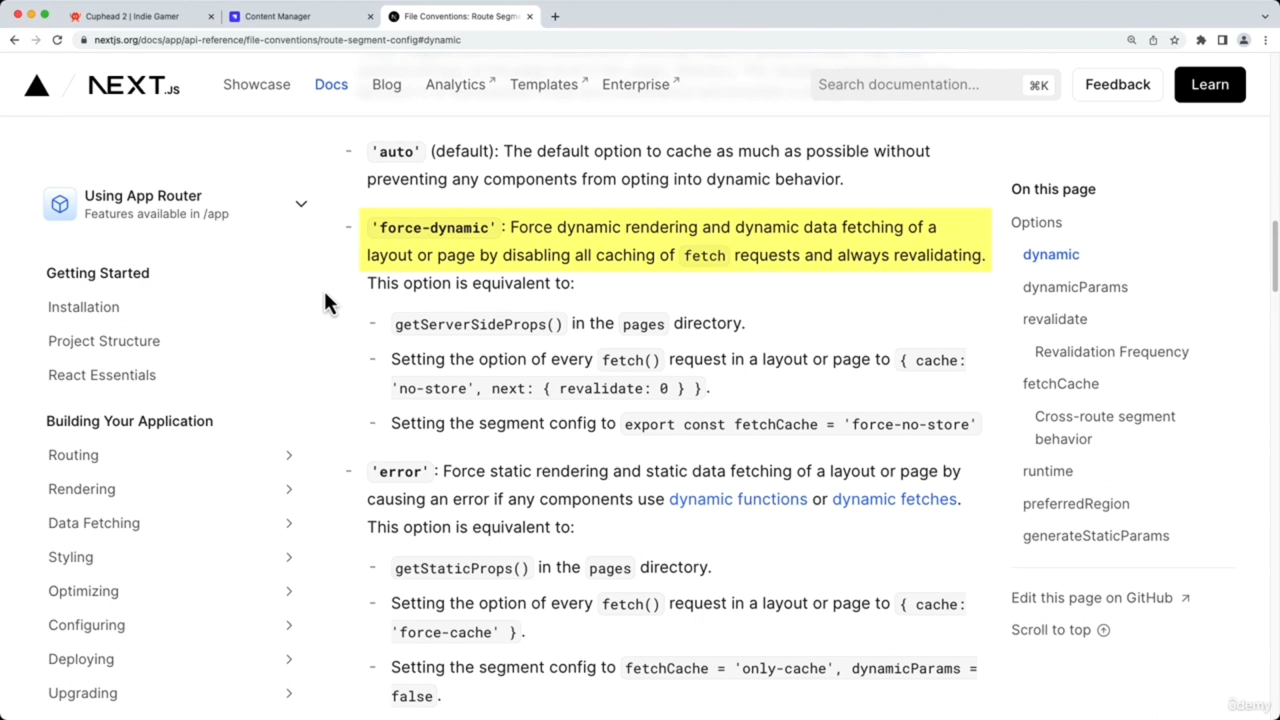 Cuphead 2 | Indie Gamer
Content Manager
File Conventions: Route Segm
nextjs.org/docs/app/api-reference/file-conventions/route-segment-config#dynamic
NEXT.JS
Showcase
Docs
Blog
Analytics
Templates
Enterprise
Search documentation...
⌘K
Feedback
Learn
Using App Router
Features available in /app
Getting Started
Installation
Project Structure
React Essentials
Building Your Application
Routing
Rendering
Data Fetching
Styling
Optimizing
Configuring
Deploying
Upgrading
- 'auto' (default): The default option to cache as much as possible without
preventing any components from opting into dynamic behavior.
- 'force-dynamic': Force dynamic rendering and dynamic data fetching of a
layout or page by disabling all caching of fetch requests and always revalidating.
This option is equivalent to:
- getServerSideProps() in the pages directory.
- Setting the option of every fetch() request in a layout or page to { cache:
'no-store', next: { revalidate: 0 } }.
- Setting the segment config to export const fetchCache = 'force-no-store'
- 'error': Force static rendering and static data fetching of a layout or page by
causing an error if any components use dynamic functions or dynamic fetches.
This option is equivalent to:
- getStaticProps() in the pages directory.
- Setting the option of every fetch() request in a layout or page to { cache:
'force-cache' }.
- Setting the segment config to fetchCache = 'only-cache', dynamicParams =
false.
On this page
Options
dynamic
dynamicParams
revalidate
Revalidation Frequency
fetchCache
Cross-route segment
behavior
runtime
preferredRegion
generateStaticParams
Edit this page on GitHub
Scroll to top
ûdemy